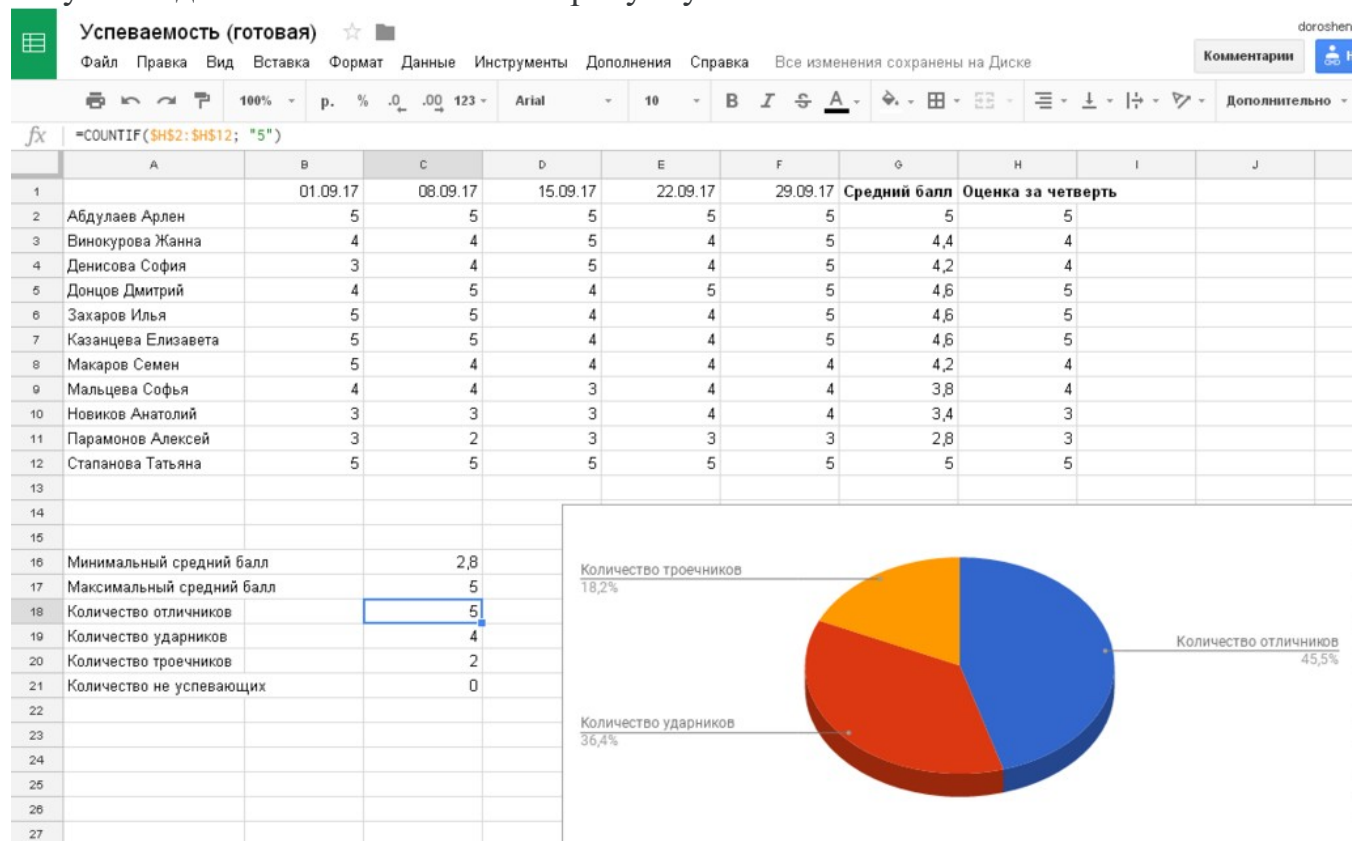 Успеваемость (готовая)
doroshen
Файл Правка Вид Вставка Формат Данные Инструменты Дополнения Справка Все изменения сохранены на Диске
Комментарии
100% р. % .0 .00 123 Arial 10 B I S A Дополнительно
fx =COUNTIF($H$2:$H$12; "5")
A B C D E F G H I J
1 01.09.17 08.09.17 15.09.17 22.09.17 29.09.17 Средний балл Оценка за четверть
2 Абдулаев Арлен 5 5 5 5 5 5 5
3 Винокурова Жанна 4 4 5 4 5 4,4 4
4 Денисова София 3 4 5 4 5 4,2 4
5 Донцов Дмитрий 4 5 4 5 5 4,6 5
6 Захаров Илья 5 5 4 4 5 4,6 5
7 Казанцева Елизавета 5 5 4 4 5 4,6 5
8 Макаров Семен 5 4 4 4 4 4,2 4
9 Мальцева Софья 4 4 3 4 4 3,8 4
10 Новиков Анатолий 3 3 3 4 4 3,4 3
11 Парамонов Алексей 3 2 3 3 3 2,8 3
12 Стапанова Татьяна 5 5 5 5 5 5 5
13
14
15
16 Минимальный средний балл 2,8
17 Максимальный средний балл 5
18 Количество отличников 5
19 Количество ударников 4
20 Количество троечников 2
21 Количество не успевающих 0
22
23
24
25
26
27
Количество троечников
18,2%
Количество отличников
45,5%
Количество ударников
36,4%